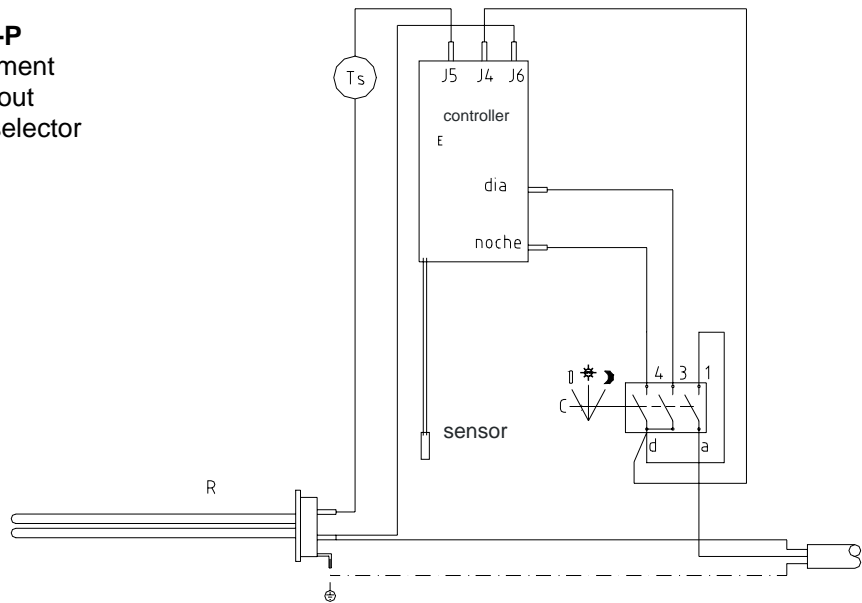 -P
ment
out
elector
Ts
J5 J4 J6
controller
E
dia
noche
4 3 1
C
d a
sensor
R